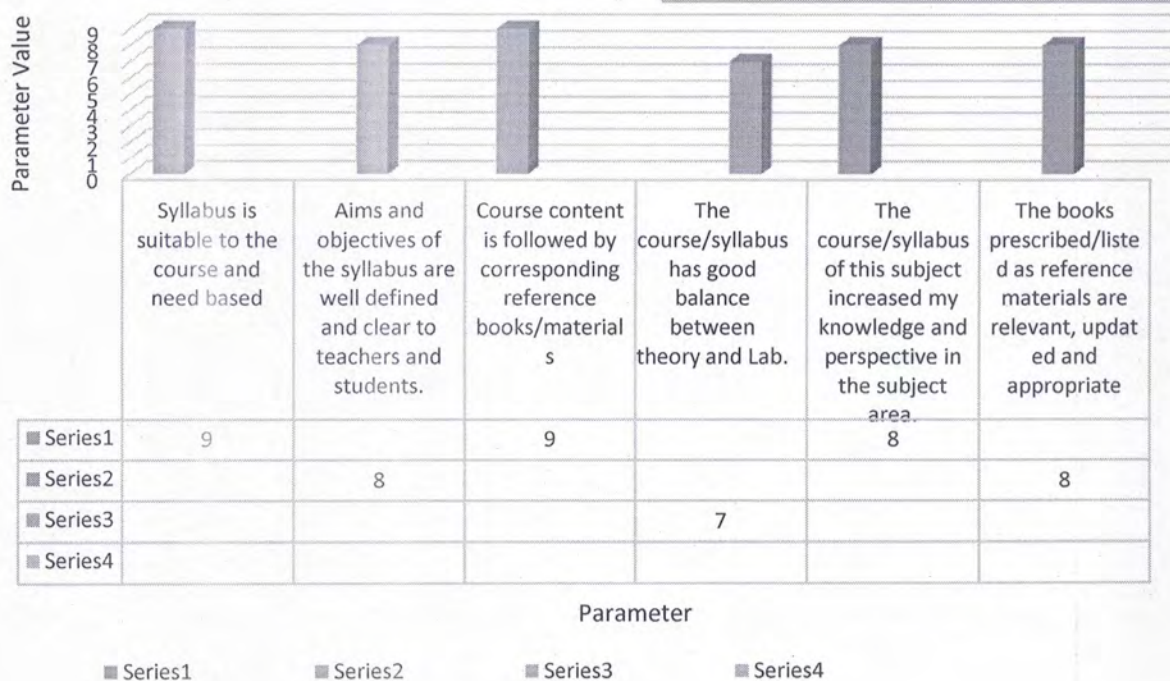 Parameter Value
9
8
7
6
5
4
3
2
1
0
Syllabus is
suitable to the
course and
need based
Aims and
objectives of
the syllabus are
well defined
and clear to
teachers and
students.
Course content
is followed by
corresponding
reference
books/material
s
The
course/syllabus
has good
balance
between
theory and Lab.
The
course/syllabus
of this subject
increased my
knowledge and
perspective in
the subject
area.
The books
prescribed/liste
d as reference
materials are
relevant, updat
ed and
appropriate
Series1 9 9 8
Series2 8 8
Series3 7
Series4
Parameter
Series1 Series2 Series3 Series4